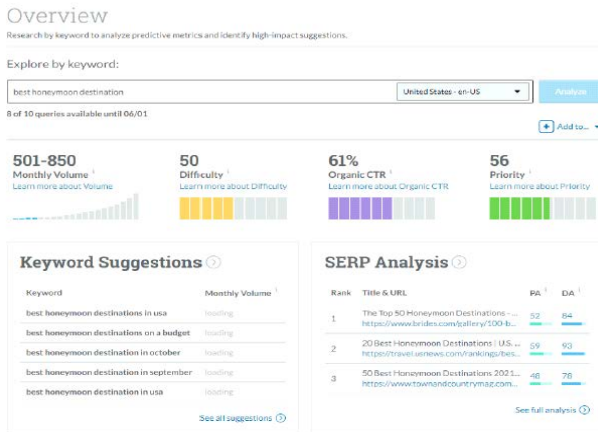 Overview
Research by keyword to analyze predictive metrics and identify high-impact suggestions.
Explore by keyword:
best honeymoon destination
United States - en-US
Analyze
8 of 10 queries available until 06/01
Add to...
501-850
Monthly Volume
Learn more about Volume
50
Difficulty
Learn more about Difficulty
61%
Organic CTR
Learn more about Organic CTR
56
Priority
Learn more about Priority
Keyword Suggestions
Keyword Monthly Volume
best honeymoon destinations in usa loading
best honeymoon destinations on a budget loading
best honeymoon destination in october loading
best honeymoon destination in september loading
best honeymoon destination in usa loading
See all suggestions
SERP Analysis
Rank Title & URL PA DA
1 The Top 50 Honeymoon Destinations - ... 52 84
https://www.brides.com/gallery/100-b...
2 20 Best Honeymoon Destinations | U.S. ... 59 93
https://travel.usnews.com/rankings/bes...
3 50 Best Honeymoon Destinations 2021... 48 78
https://www.townandcountrymag.com...
See full analysis